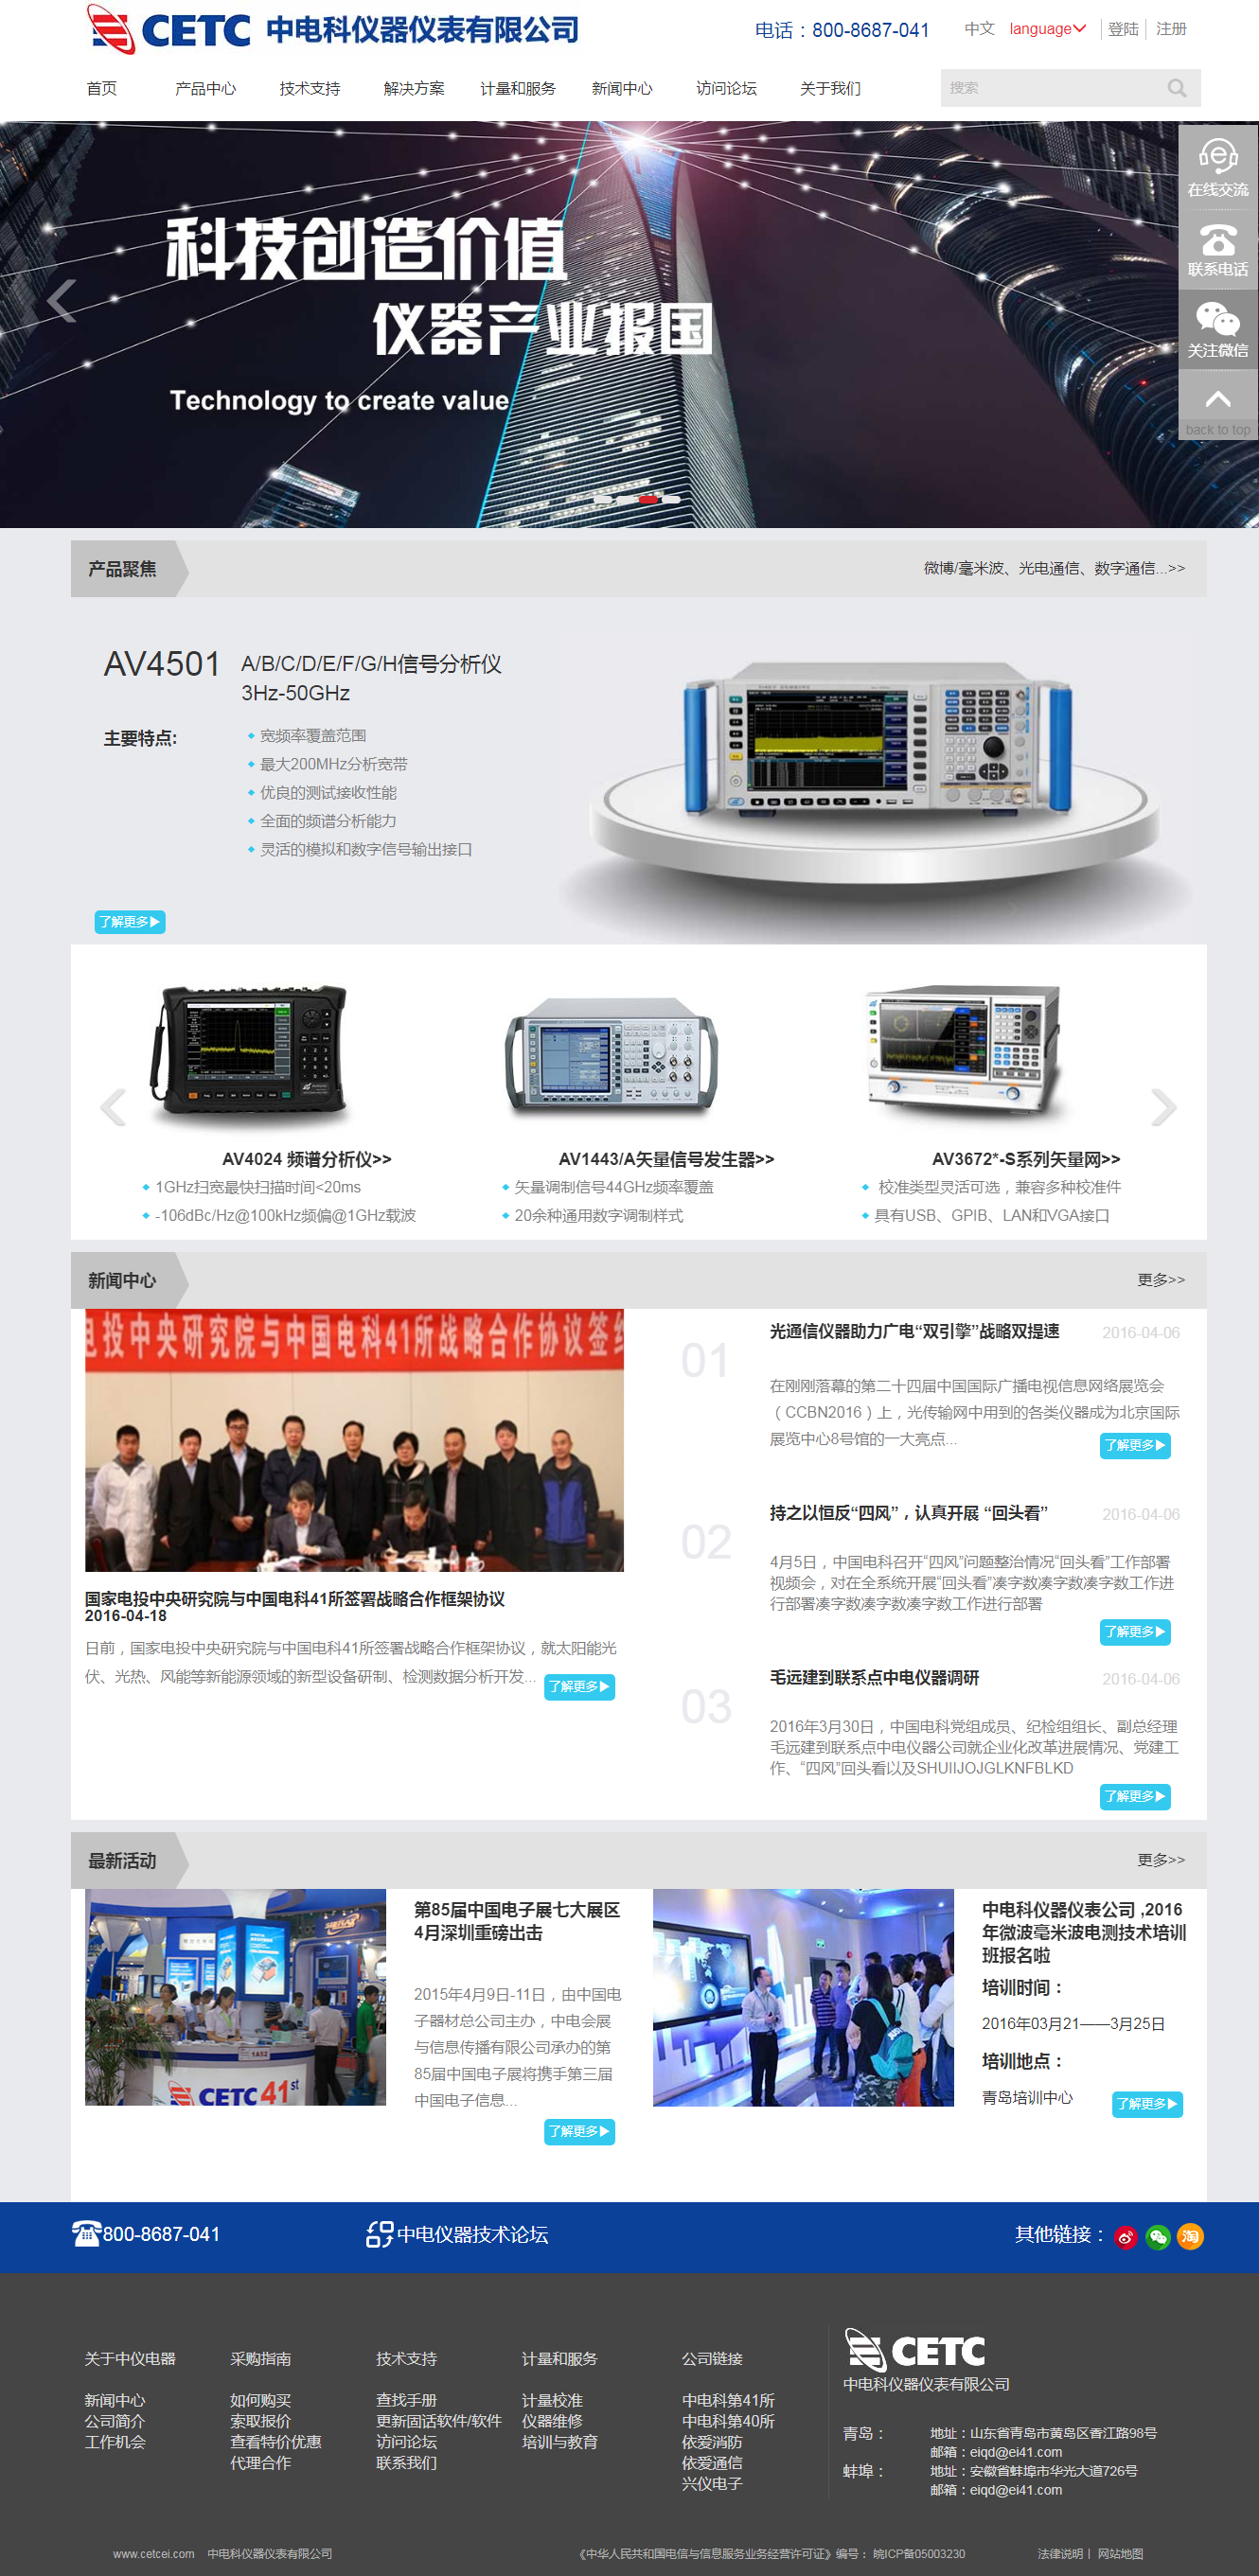 CETC 中电科仪器仪表有限公司
电话：800-8687-041
中文 language 登陆 注册
首页 产品中心 技术支持 解决方案 计量和服务 新闻中心 访问论坛 关于我们
搜索
科技创造价值
仪器产业报国
Technology to create value
在线交流
联系电话
关注微信
back to top
产品聚焦
微博/毫米波、光电通信、数字通信...>>
AV4501 A/B/C/D/E/F/G/H信号分析仪
3Hz-50GHz
主要特点:
宽频率覆盖范围
最大200MHz分析宽带
优良的测试接收性能
全面的频谱分析能力
灵活的模拟和数字信号输出接口
了解更多▶
AV4024 频谱分析仪>>
1GHz扫宽最快扫描时间<20ms
-106dBc/Hz@100kHz频偏@1GHz载波
AV1443/A矢量信号发生器>>
矢量调制信号44GHz频率覆盖
20余种通用数字调制样式
AV3672*-S系列矢量网>>
校准类型灵活可选，兼容多种校准件
具有USB、GPIB、LAN和VGA接口
新闻中心
更多>>
电投中央研究院与中国电科41所战略合作协议签
国家电投中央研究院与中国电科41所签署战略合作框架协议
2016-04-18
日前，国家电投中央研究院与中国电科41所签署战略合作框架协议，就太阳能光
伏、光热、风能等新能源领域的新型设备研制、检测数据分析开发...
了解更多▶
01
光通信仪器助力广电“双引擎”战略双提速
2016-04-06
在刚刚落幕的第二十四届中国国际广播电视信息网络展览会
（CCBN2016）上，光传输网中用到的各类仪器成为北京国际
展览中心8号馆的一大亮点...
了解更多▶
02
持之以恒反“四风”，认真开展 “回头看”
2016-04-06
4月5日，中国电科召开“四风”问题整治情况“回头看”工作部署
视频会，对在全系统开展“回头看”凑字数凑字数凑字数工作进
行部署凑字数凑字数凑字数工作进行部署
了解更多▶
03
毛远建到联系点中电仪器调研
2016-04-06
2016年3月30日，中国电科党组成员、纪检组组长、副总经理
毛远建到联系点中电仪器公司就企业化改革进展情况、党建工
作、“四风”回头看以及SHUIIJOJGLKNFBLKD
了解更多▶
最新活动
更多>>
1A52
CETC 41st
第85届中国电子展七大展区
4月深圳重磅出击
2015年4月9日-11日，由中国电
子器材总公司主办，中电会展
与信息传播有限公司承办的第
85届中国电子展将携手第三届
中国电子信息...
了解更多▶
中电科仪器仪表公司 ,2016
年微波毫米波电测技术培训
班报名啦
培训时间：
2016年03月21——3月25日
培训地点：
青岛培训中心
了解更多▶
800-8687-041
中电仪器技术论坛
其他链接：
淘
关于中仪电器
新闻中心
公司简介
工作机会
采购指南
如何购买
索取报价
查看特价优惠
代理合作
技术支持
查找手册
更新固话软件/软件
访问论坛
联系我们
计量和服务
计量校准
仪器维修
培训与教育
公司链接
中电科第41所
中电科第40所
依爱消防
依爱通信
兴仪电子
CETC
中电科仪器仪表有限公司
青岛： 地址：山东省青岛市黄岛区香江路98号
邮箱：eiqd@ei41.com
蚌埠： 地址：安徽省蚌埠市华光大道726号
邮箱：eiqd@ei41.com
www.cetcei.com 中电科仪器仪表有限公司
《中华人民共和国电信与信息服务业务经营许可证》编号： 皖ICP备05003230
法律说明 | 网站地图